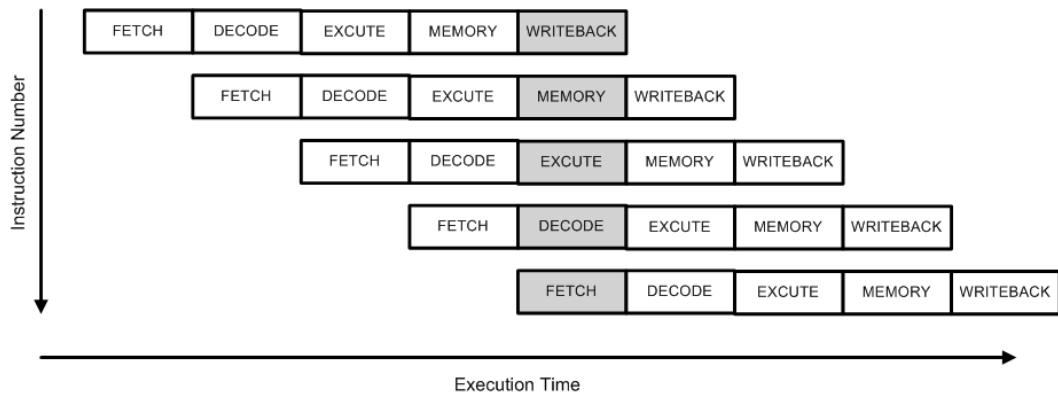 FETCH DECODE EXCUTE MEMORY WRITEBACK
FETCH DECODE EXCUTE MEMORY WRITEBACK
FETCH DECODE EXCUTE MEMORY WRITEBACK
FETCH DECODE EXCUTE MEMORY WRITEBACK
FETCH DECODE EXCUTE MEMORY WRITEBACK
Instruction Number
Execution Time